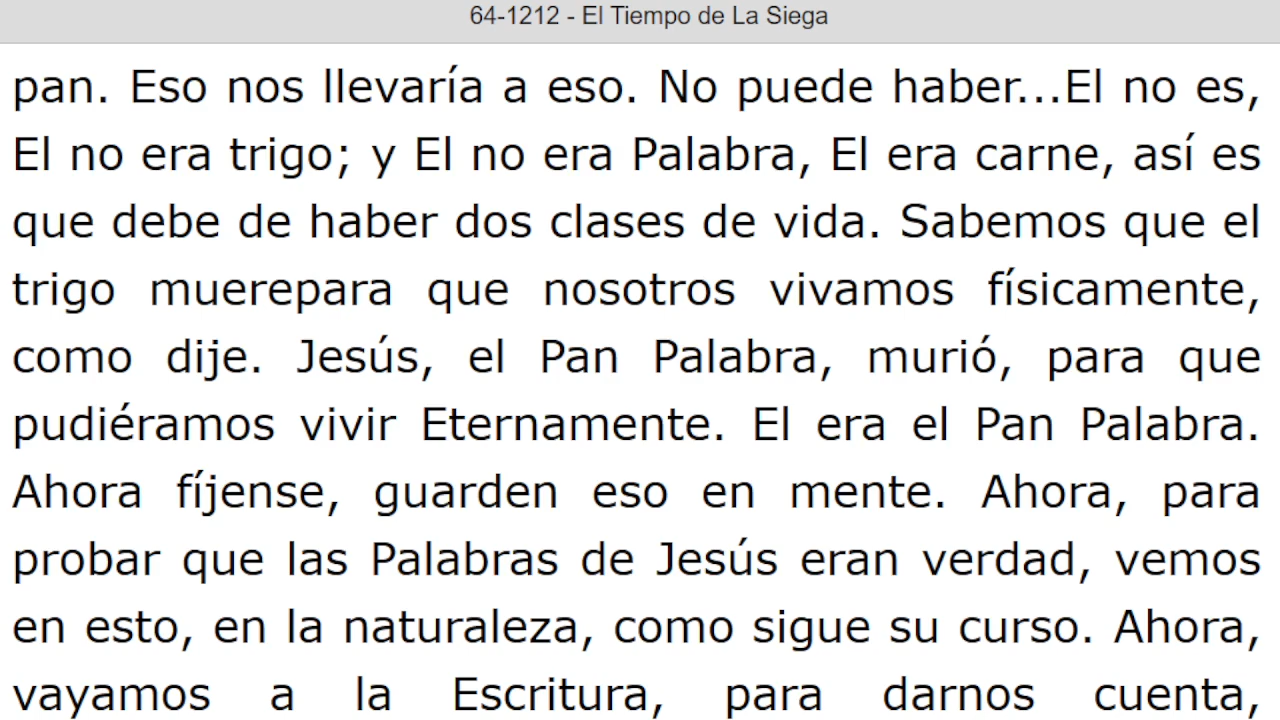 64-1212 - El Tiempo de La Siega
pan. Eso nos llevaría a eso. No puede haber...El no es,
El no era trigo; y El no era Palabra, El era carne, así es
que debe de haber dos clases de vida. Sabemos que el
trigo muerepara que nosotros vivamos físicamente,
como dije. Jesús, el Pan Palabra, murió, para que
pudiéramos vivir Eternamente. El era el Pan Palabra.
Ahora fíjense, guarden eso en mente. Ahora, para
probar que las Palabras de Jesús eran verdad, vemos
en esto, en la naturaleza, como sigue su curso. Ahora,
vayamos a la Escritura, para darnos cuenta,